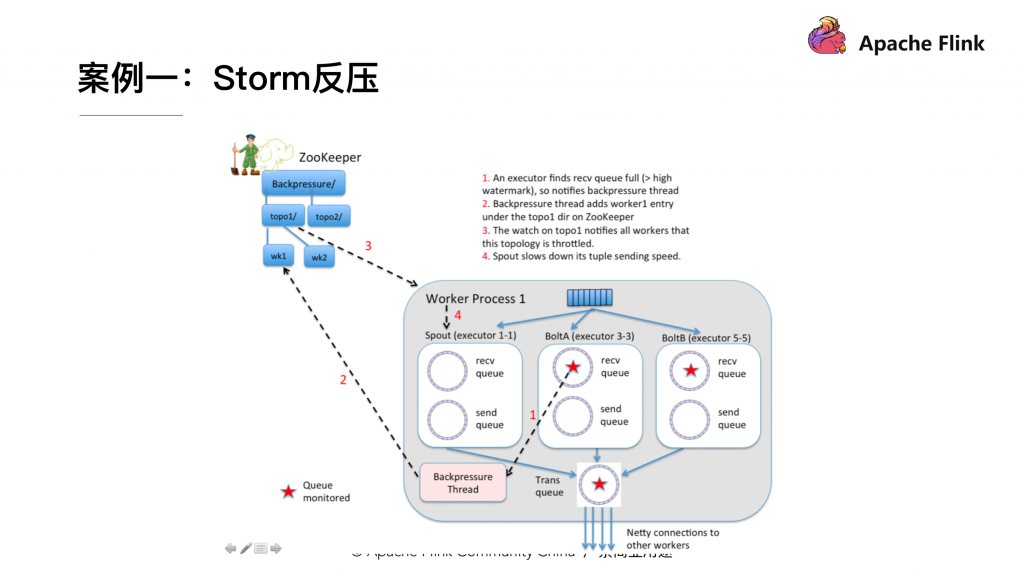 Apache Flink
案例一：Storm反压
ZooKeeper
Backpressure/
topo1/
topo2/
wk1
wk2
1. An executor finds recv queue full (> high
watermark), so notifies backpressure thread
2. Backpressure thread adds worker1 entry
under the topo1 dir on ZooKeeper
3. The watch on topo1 notifies all workers that
this topology is throttled.
4. Spout slows down its tuple sending speed.
3
Worker Process 1
4
Spout (executor 1-1)
BoltA (executor 3-3)
BoltB (executor 5-5)
recv
queue
recv
queue
recv
queue
2
send
queue
1
send
queue
send
queue
Backpressure
Thread
Trans
queue
Queue
monitored
Netty connections to
other workers
© Apache Flink Community China